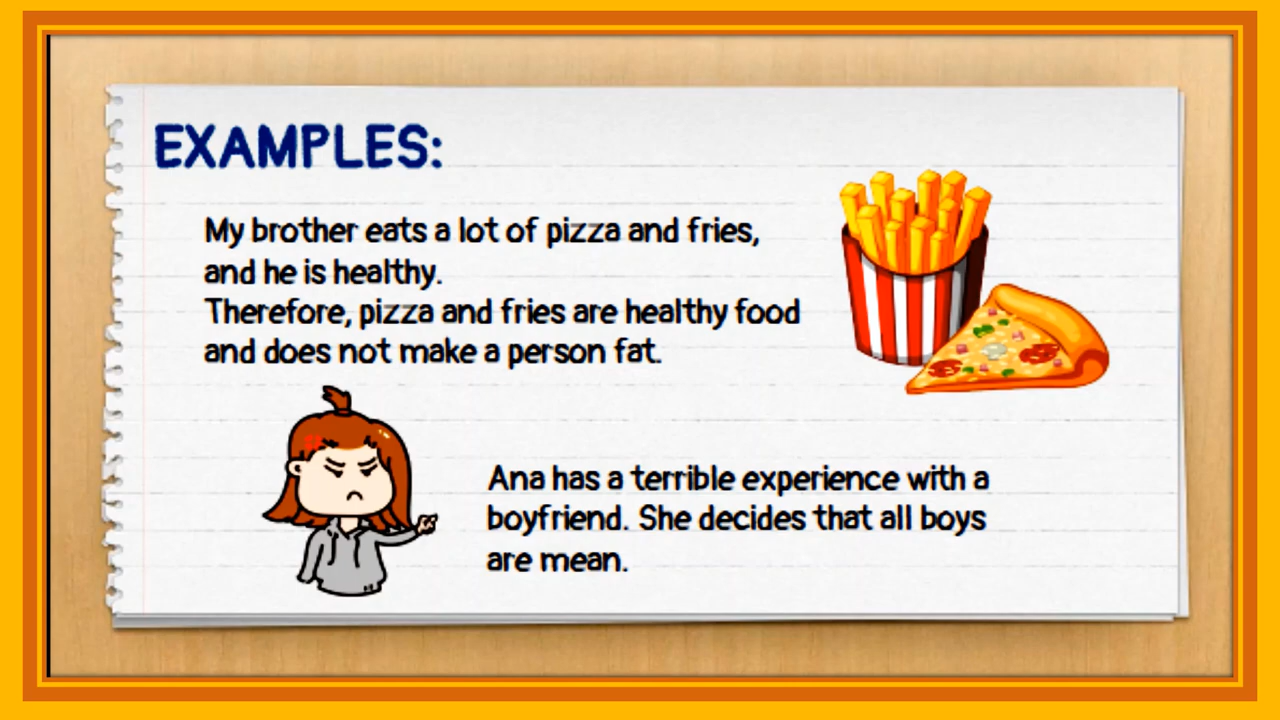 EXAMPLES:
My brother eats a lot of pizza and fries,
and he is healthy.
Therefore, pizza and fries are healthy food
and does not make a person fat.
Ana has a terrible experience with a
boyfriend. She decides that all boys
are mean.